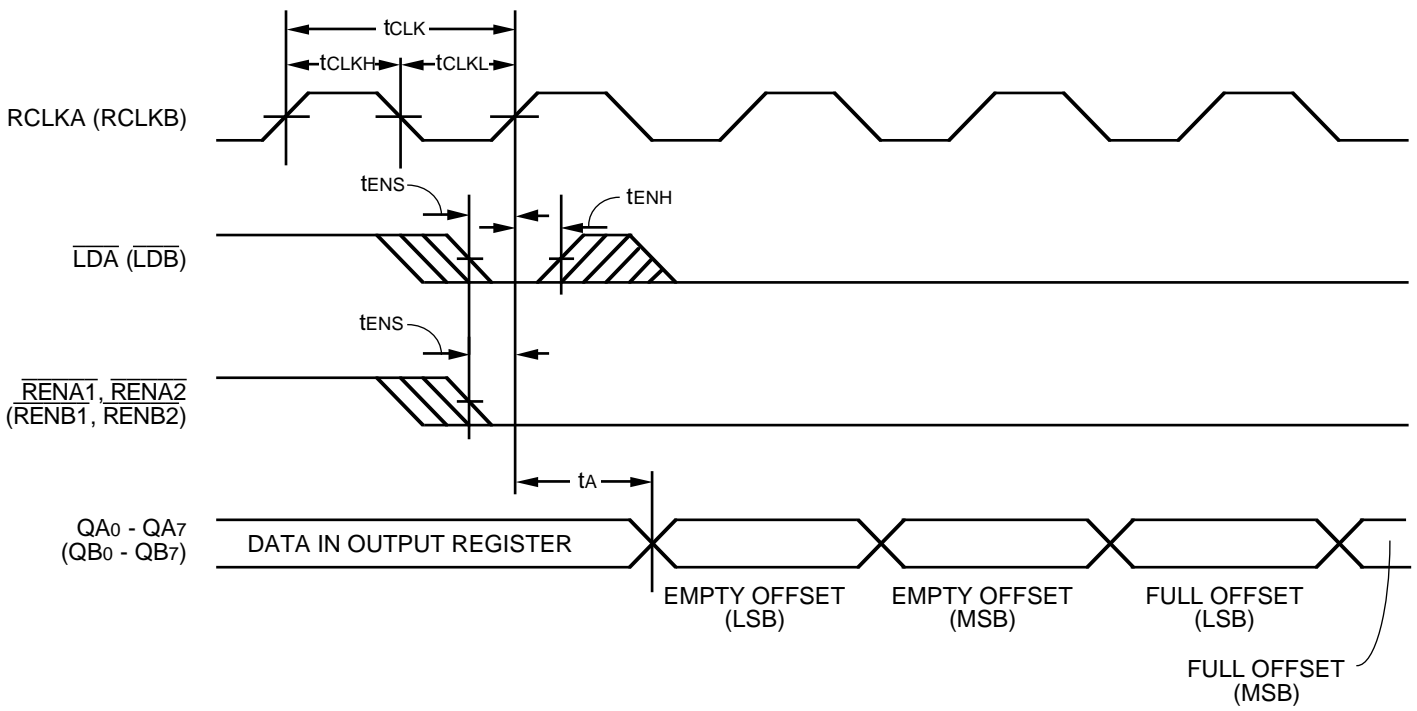 tCLK
tCLKH
tCLKL
RCLKA (RCLKB)
tENS
tENH
LDA (LDB)
tENS
RENA1, RENA2
(RENB1, RENB2)
tA
QA0 - QA7
(QB0 - QB7)
DATA IN OUTPUT REGISTER
EMPTY OFFSET
(LSB)
EMPTY OFFSET
(MSB)
FULL OFFSET
(LSB)
FULL OFFSET
(MSB)